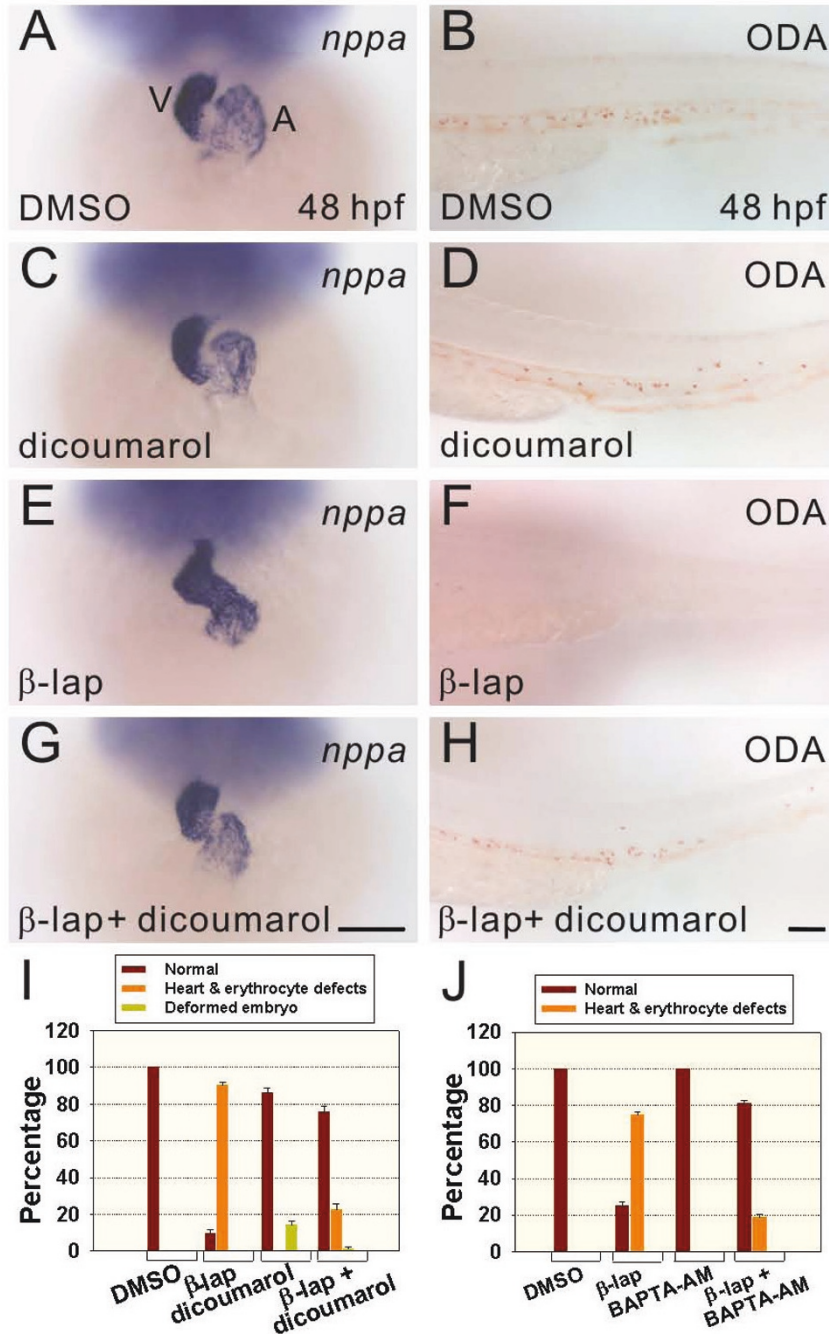 A
nppa
V
A
DMSO
48 hpf
B
ODA
DMSO
48 hpf
C
nppa
dicoumarol
D
ODA
dicoumarol
E
nppa
β-lap
F
ODA
β-lap
G
nppa
β-lap+ dicoumarol
H
ODA
β-lap+ dicoumarol
I
Normal
Heart & erythrocyte defects
Deformed embryo
Percentage
120
100
80
60
40
20
0
DMSO
β-lap
dicoumarol
β-lap +
dicoumarol
J
Normal
Heart & erythrocyte defects
Percentage
120
100
80
60
40
20
0
DMSO
β-lap
BAPTA-AM
β-lap +
BAPTA-AM